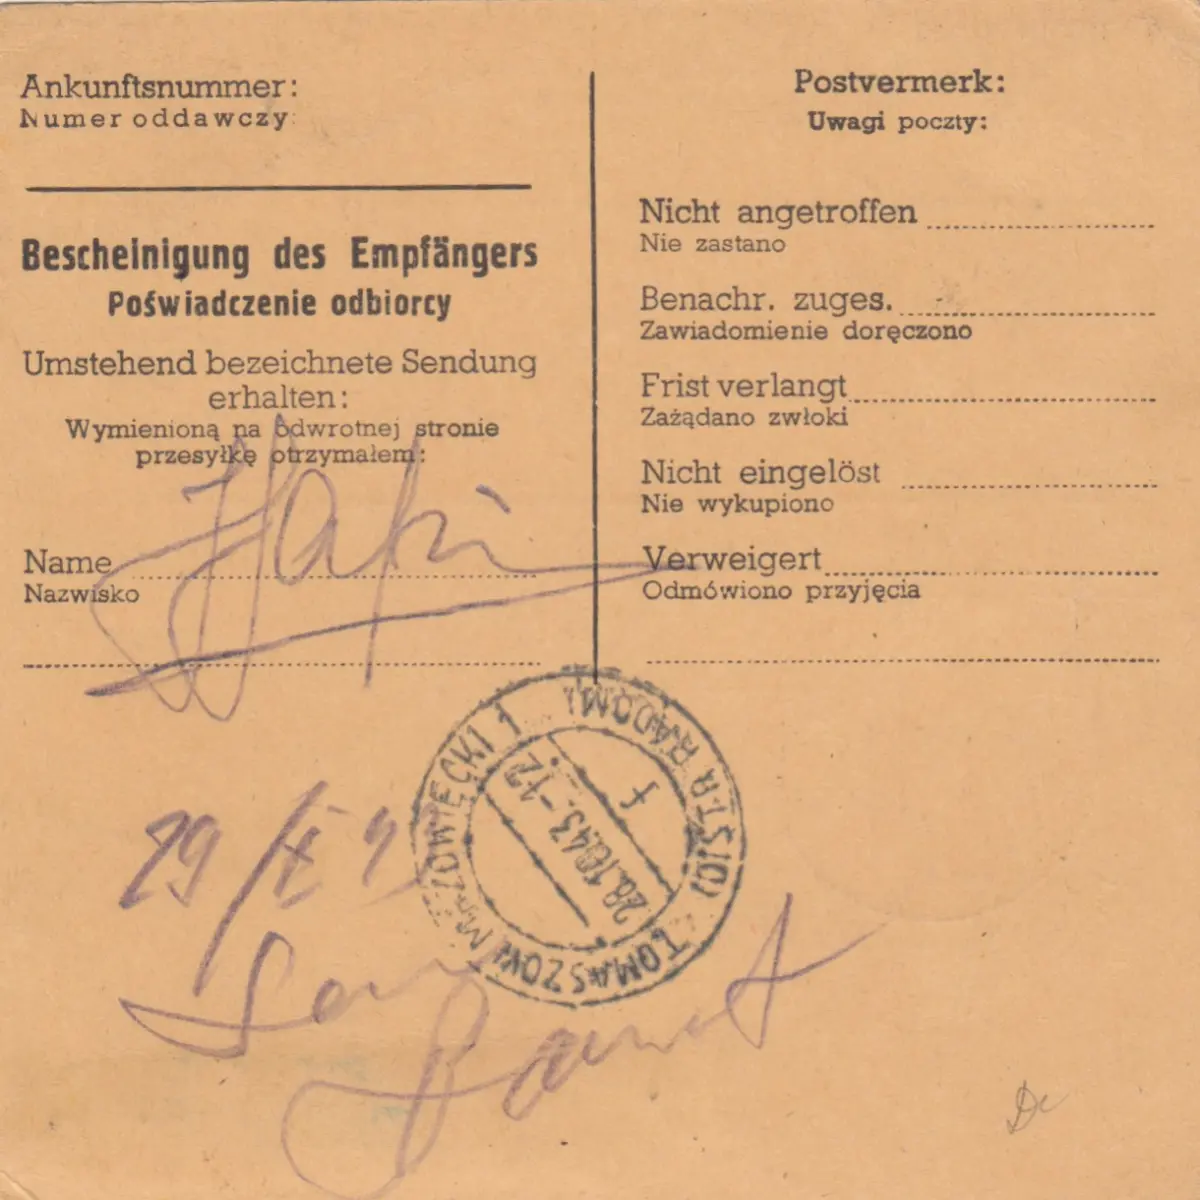 Ankunftsnummer:
Numer oddawczy:
Bescheinigung des Empfängers
Poświadczenie odbiorcy
Umstehend bezeichnete Sendung
erhalten:
Wymienioną na odwrotnej stronie
przesyłkę otrzymałem:
Name
Nazwisko
Postvermerk:
Uwagi poczty:
Nicht angetroffen
Nie zastano
Benachr. zuges.
Zawiadomienie doręczono
Frist verlangt
Zażądano zwłoki
Nicht eingelöst
Nie wykupiono
Verweigert
Odmówiono przyjęcia
TOMASZOW MAZOWIECKI 1
(DISTR RADOM)
28.10.43.-12.
f
29/X 43